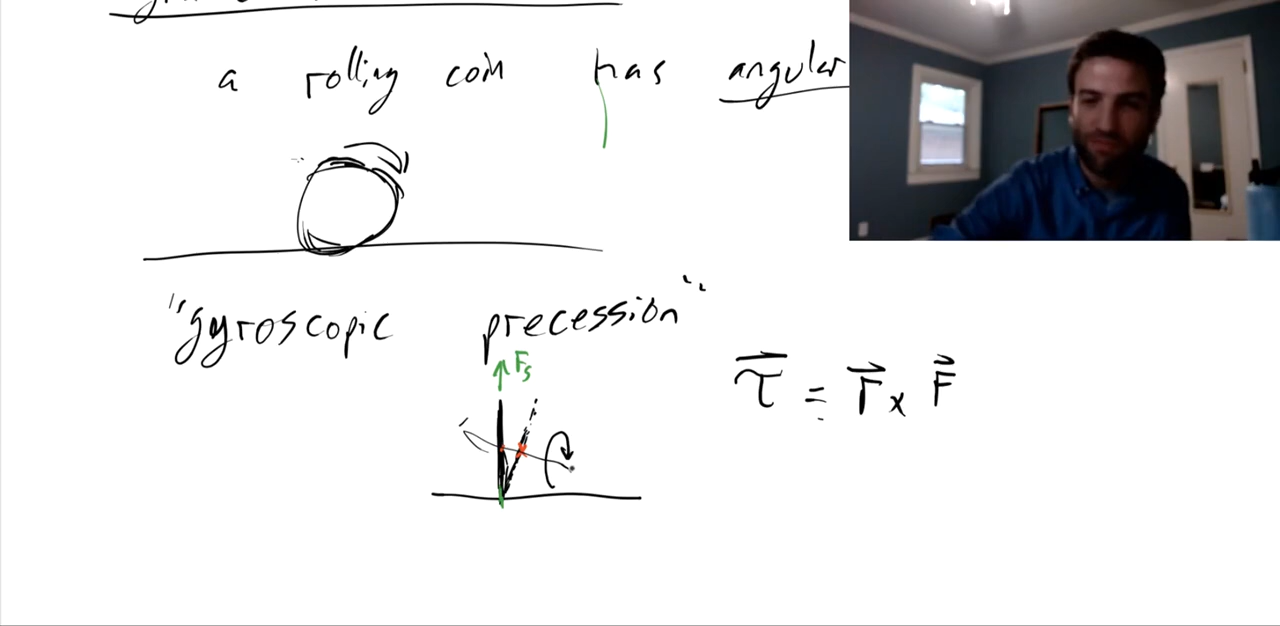 a rolling coin has angular
"gyroscopic precession"
Fs
τ = r x F